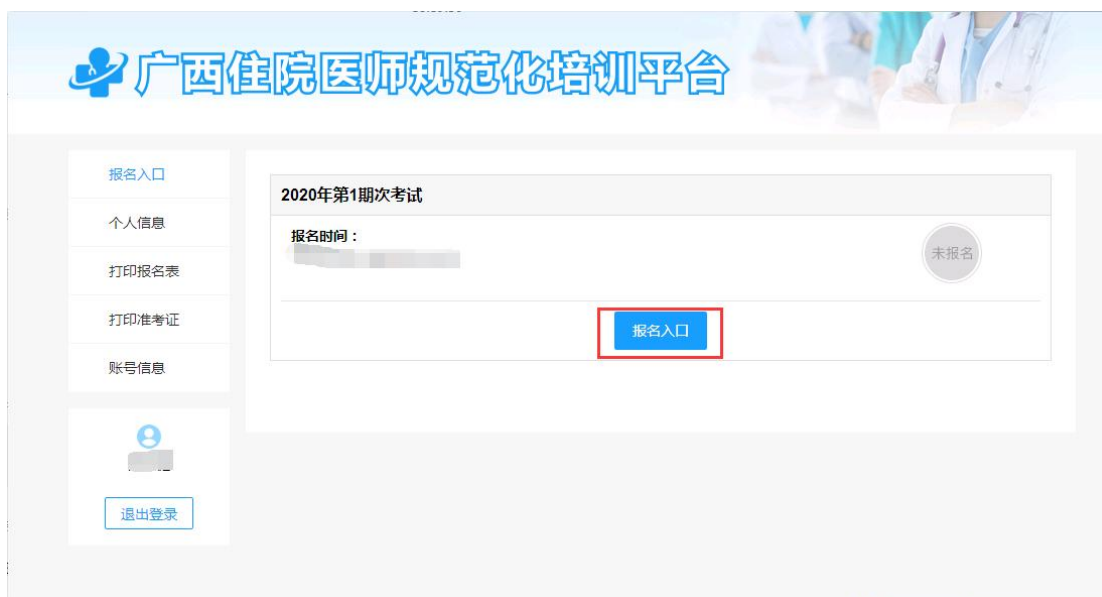 广西住院医师规范化培训平台
报名入口
个人信息
打印报名表
打印准考证
账号信息
退出登录
2020年第1期次考试
报名时间：
未报名
报名入口